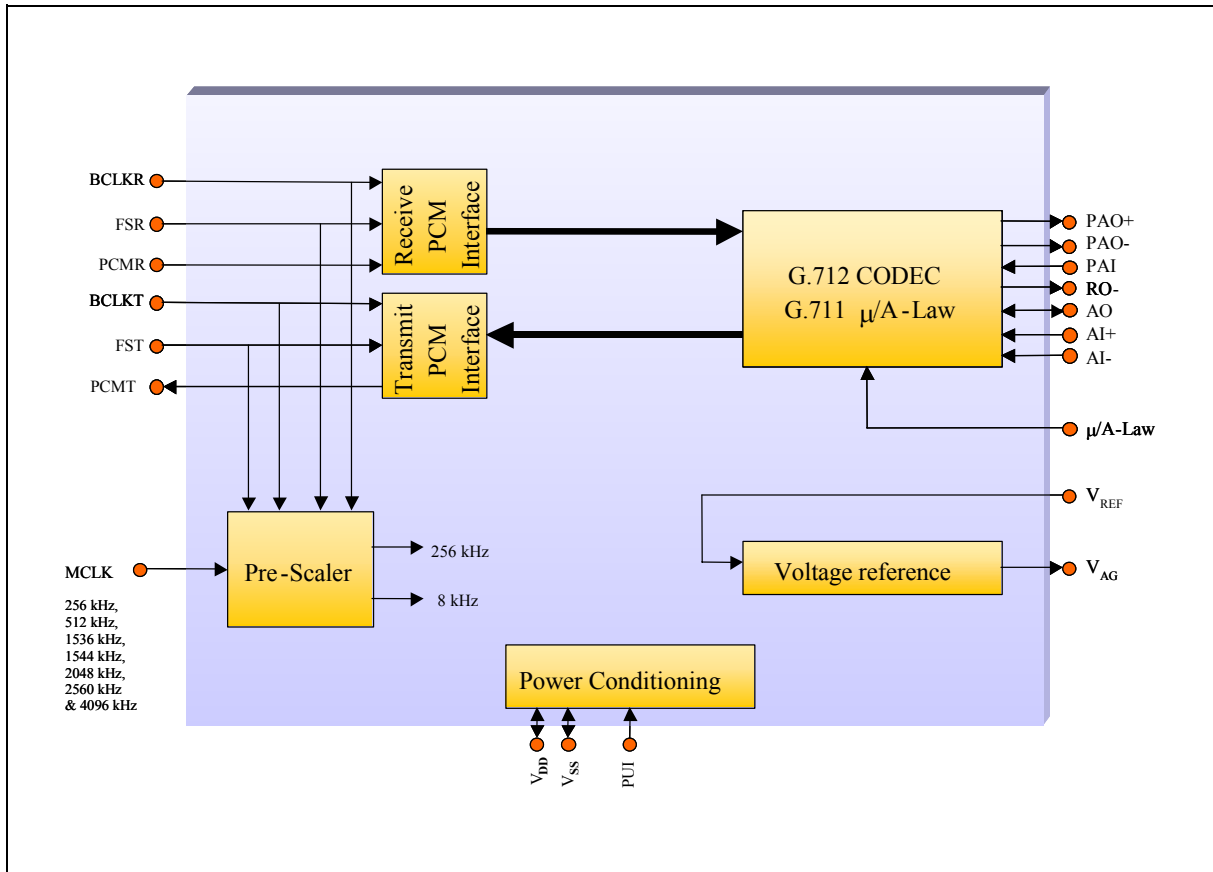 BCLKR
FSR
PCMR
BCLKT
FST
PCMT
Receive
PCM
Interface
Transmit
PCM
Interface
G.712 CODEC
G.711 μ/A-Law
PAO+
PAO-
PAI
RO-
AO
AI+
AI-
μ/A-Law
VREF
Voltage reference
VAG
MCLK
256 kHz,
512 kHz,
1536 kHz,
1544 kHz,
2048 kHz,
2560 kHz
& 4096 kHz
Pre-Scaler
256 kHz
8 kHz
Power Conditioning
VDD
VSS
PUI